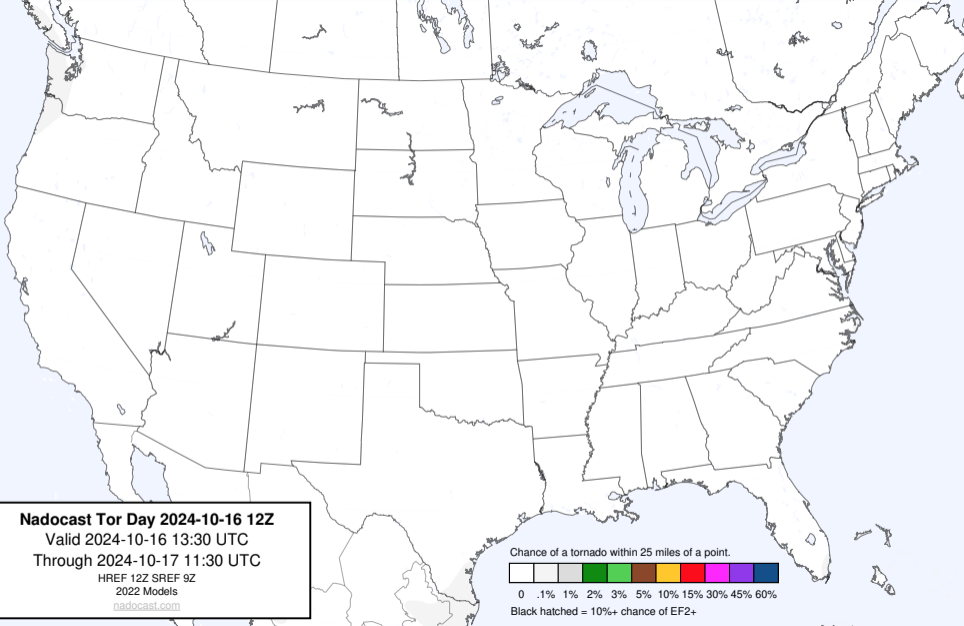 Nadocast Tor Day 2024-10-16 12Z
Valid 2024-10-16 13:30 UTC
Through 2024-10-17 11:30 UTC
HREF 12Z SREF 9Z
2022 Models
nadocast.com
Chance of a tornado within 25 miles of a point.
0 .1% 1% 2% 3% 5% 10% 15% 30% 45% 60%
Black hatched = 10%+ chance of EF2+